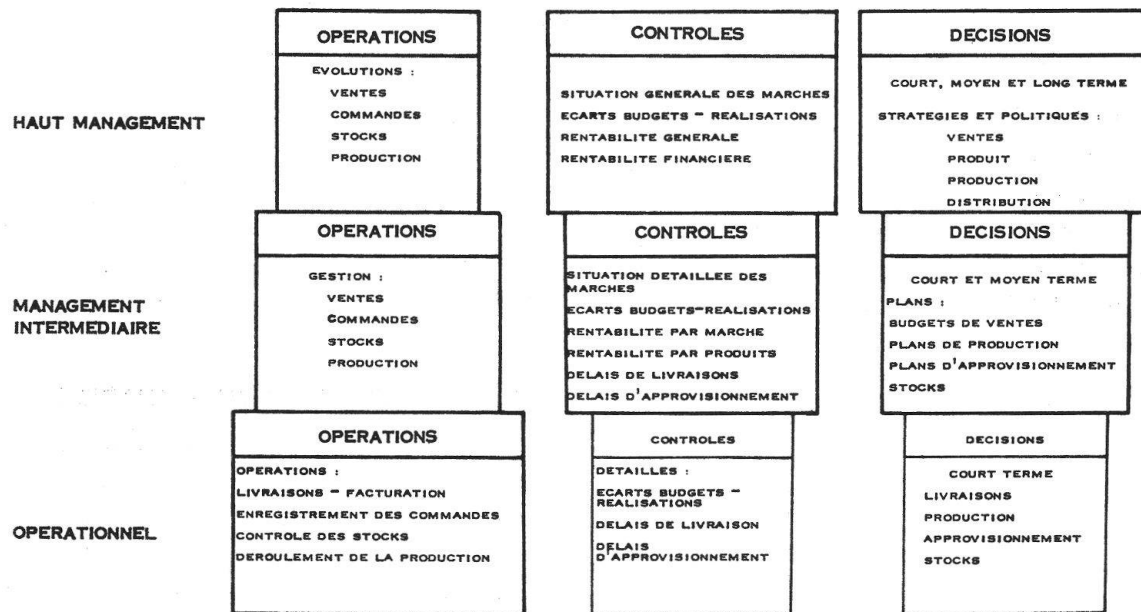 HAUT MANAGEMENT
OPERATIONS
EVOLUTIONS :
VENTES
COMMANDES
STOCKS
PRODUCTION
CONTROLES
SITUATION GENERALE DES MARCHES
ECARTS BUDGETS - REALISATIONS
RENTABILITE GENERALE
RENTABILITE FINANCIERE
DECISIONS
COURT, MOYEN ET LONG TERME
STRATEGIES ET POLITIQUES :
VENTES
PRODUIT
PRODUCTION
DISTRIBUTION
MANAGEMENT
INTERMEDIAIRE
OPERATIONS
GESTION :
VENTES
COMMANDES
STOCKS
PRODUCTION
CONTROLES
SITUATION DETAILLEE DES
MARCHES
ECARTS BUDGETS-REALISATIONS
RENTABILITE PAR MARCHE
RENTABILITE PAR PRODUITS
DELAIS DE LIVRAISONS
DELAIS D'APPROVISIONNEMENT
DECISIONS
COURT ET MOYEN TERME
PLANS :
BUDGETS DE VENTES
PLANS DE PRODUCTION
PLANS D'APPROVISIONNEMENT
STOCKS
OPERATIONNEL
OPERATIONS
OPERATIONS :
LIVRAISONS - FACTURATION
ENREGISTREMENT DES COMMANDES
CONTROLE DES STOCKS
DEROULEMENT DE LA PRODUCTION
CONTROLES
DETAILLES :
ECARTS BUDGETS -
REALISATIONS
DELAIS DE LIVRAISON
DELAIS
D'APPROVISIONNEMENT
DECISIONS
COURT TERME
LIVRAISONS
PRODUCTION
APPROVISIONNEMENT
STOCKS